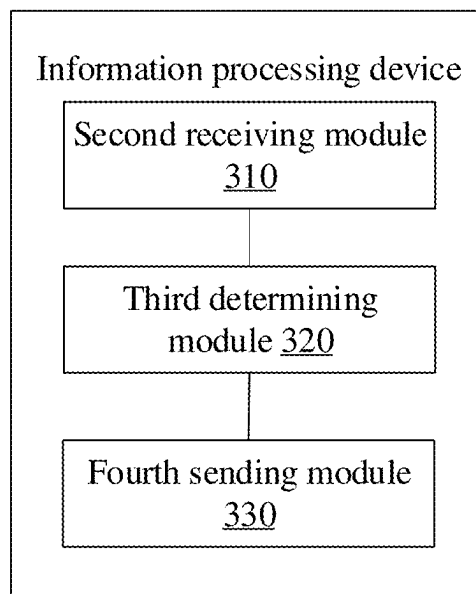 Information processing device
Second receiving module
310
Third determining
module 320
Fourth sending module
330